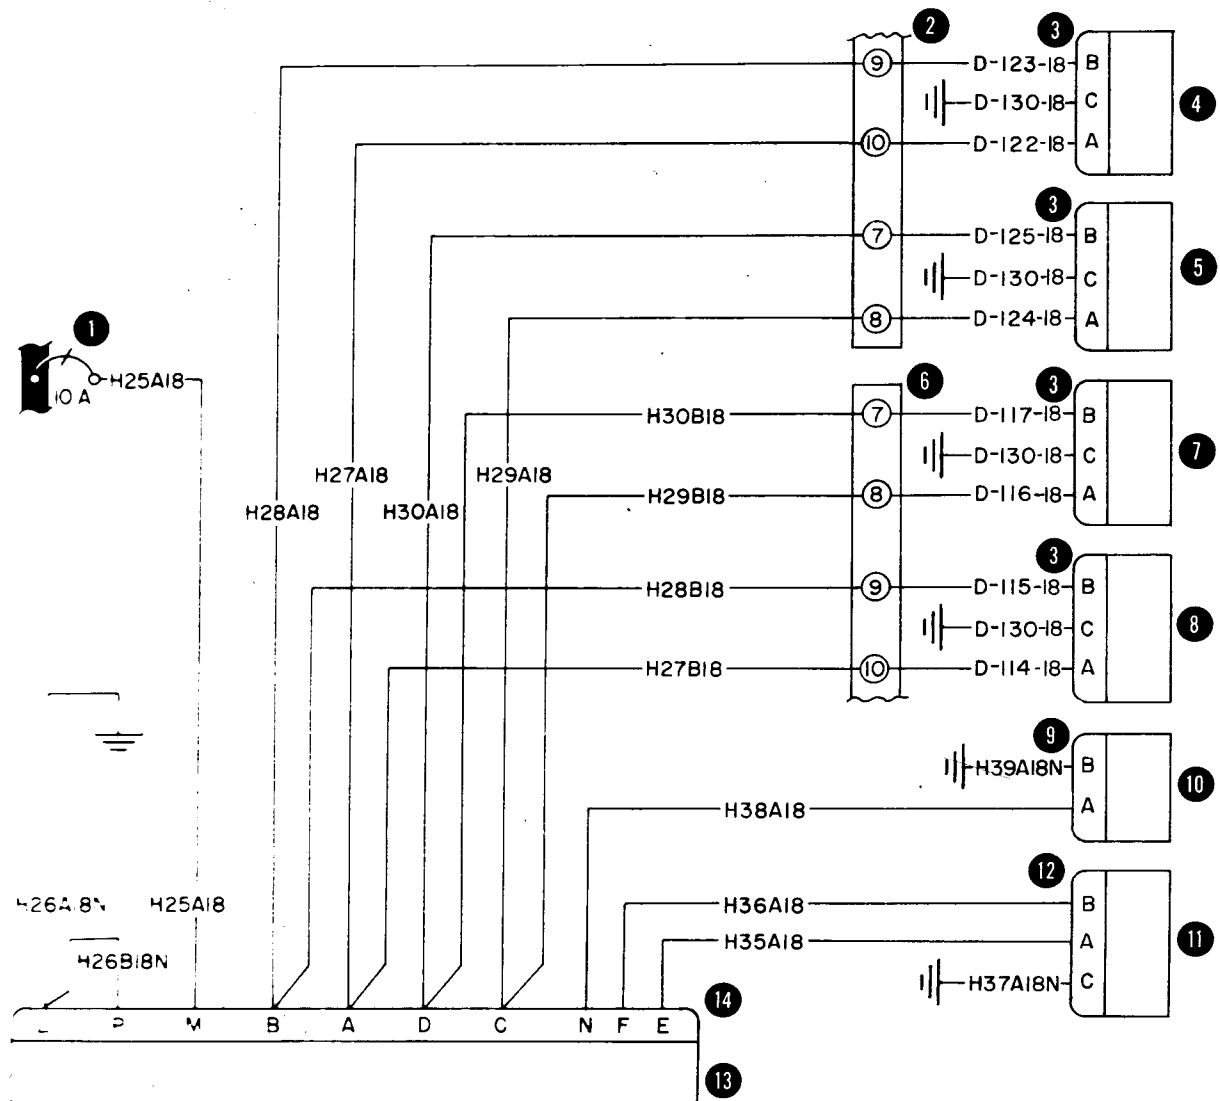 2
3
9
D-123-18
B
D-130-18
C
4
10
D-122-18
A
3
7
D-125-18
B
D-130-18
C
5
8
D-124-18
A
1
10 A
H25A18
6
3
H30B18
7
D-117-18
B
D-130-18
C
7
H27A18
H29A18
H29B18
8
D-116-18
A
H28A18
H30A18
3
H28B18
9
D-115-18
B
D-130-18
C
8
H27B18
10
D-114-18
A
9
H39A18N
B
10
H38A18
A
12
H25A18
H36A18
B
H35A18
A
11
H26B18N
H37A18N
C
14
P M B A D C N F E
13